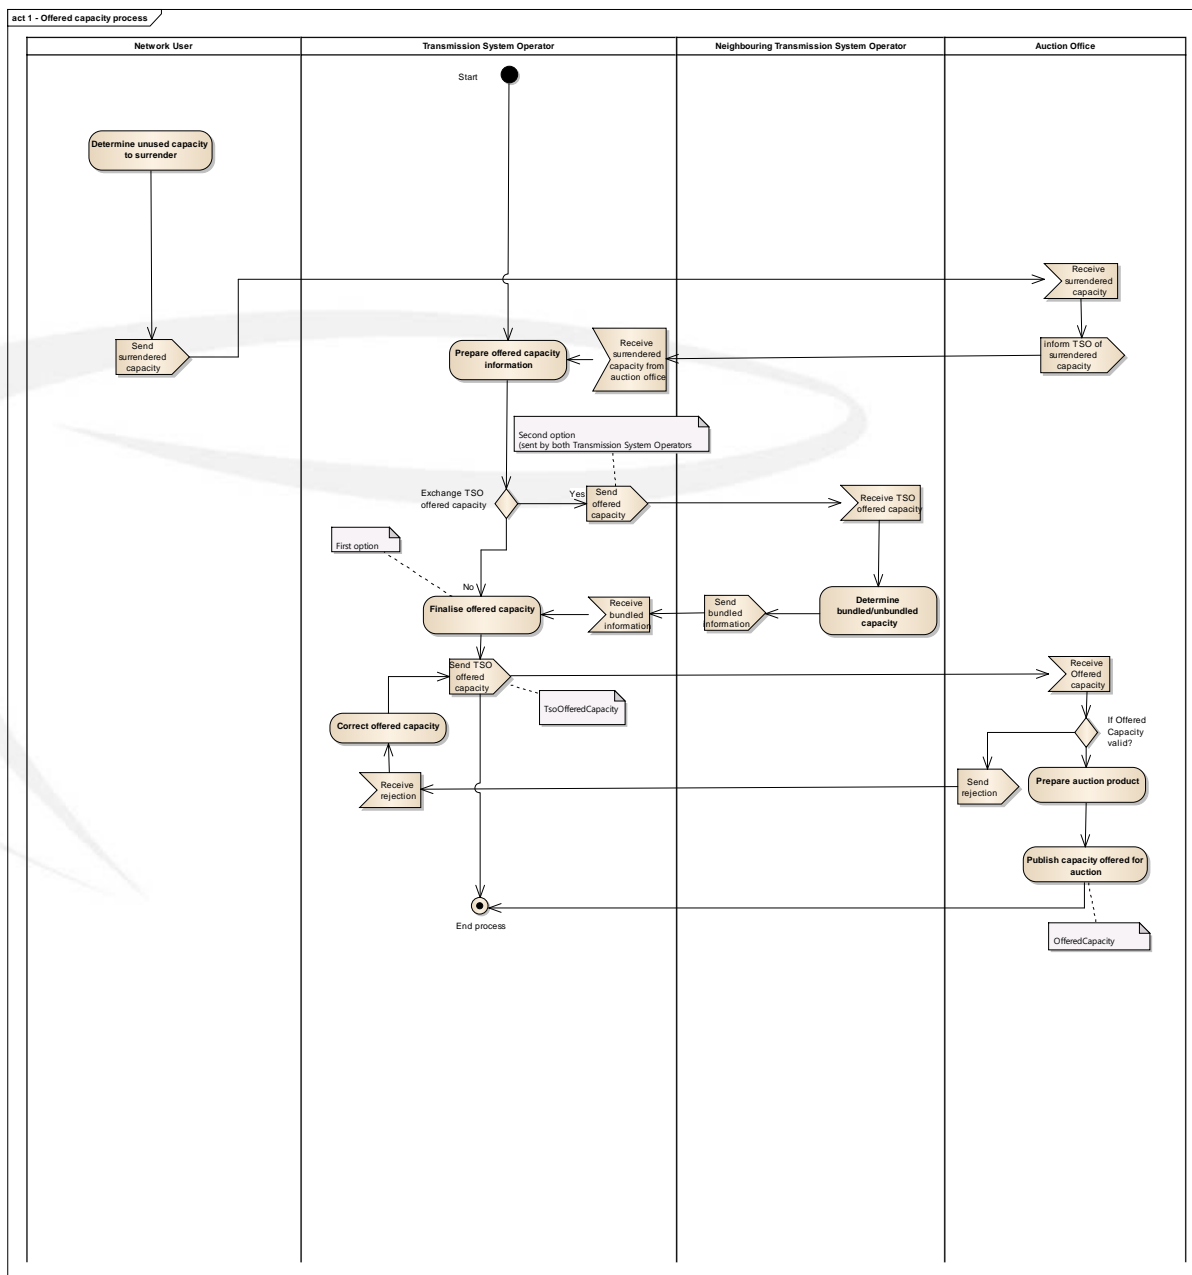 act 1 - Offered capacity process
Network User
Transmission System Operator
Neighbouring Transmission System Operator
Auction Office
Start
Determine unused capacity
to surrender
Receive
surrendered
capacity
Send
surrendered
capacity
Prepare offered capacity
information
Receive
surrendered
capacity from
auction office
inform TSO of
surrendered
capacity
Second option
(sent by both Transmission System Operators
Exchange TSO
offered capacity
Yes
Send
offered
capacity
Receive TSO
offered capacity
First option
No
Finalise offered capacity
Receive
bundled
information
Send
bundled
information
Determine
bundled/unbundled
capacity
Send TSO
offered
capacity
TsoOfferedCapacity
Receive
Offered
capacity
Correct offered capacity
If Offered
Capacity
valid?
Receive
rejection
Send
rejection
Prepare auction product
Publish capacity offered for
auction
End process
OfferedCapacity